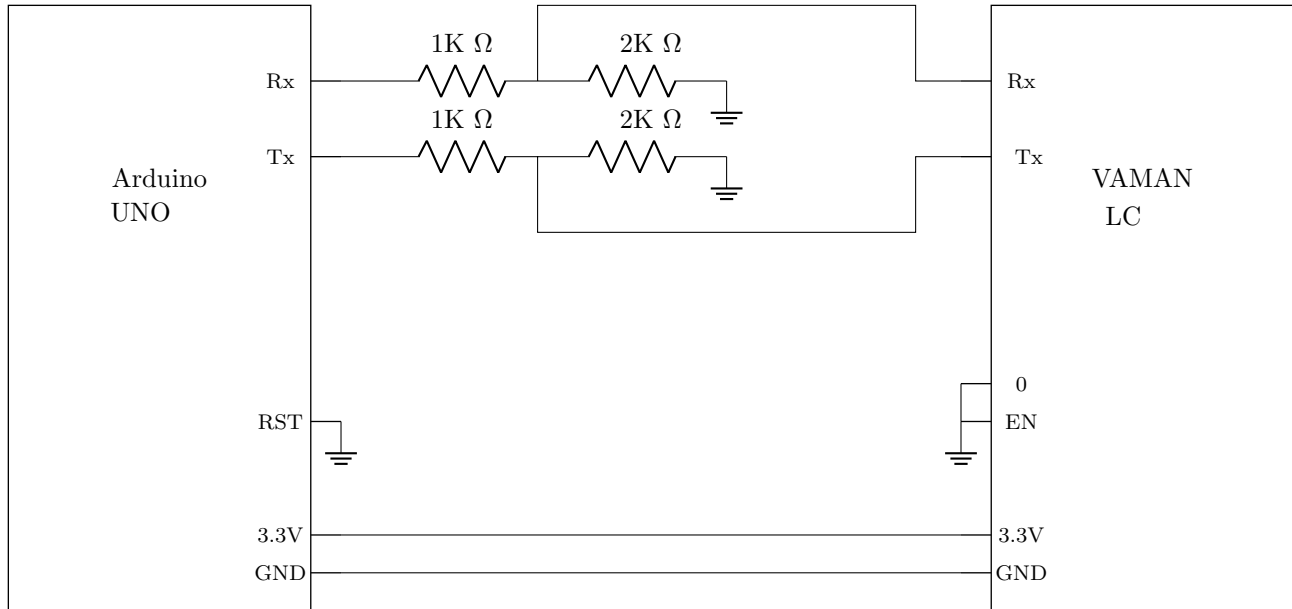 1K Ω
2K Ω
Rx
Rx
1K Ω
2K Ω
Tx
Tx
Arduino
UNO
VAMAN
LC
0
RST
EN
3.3V
3.3V
GND
GND